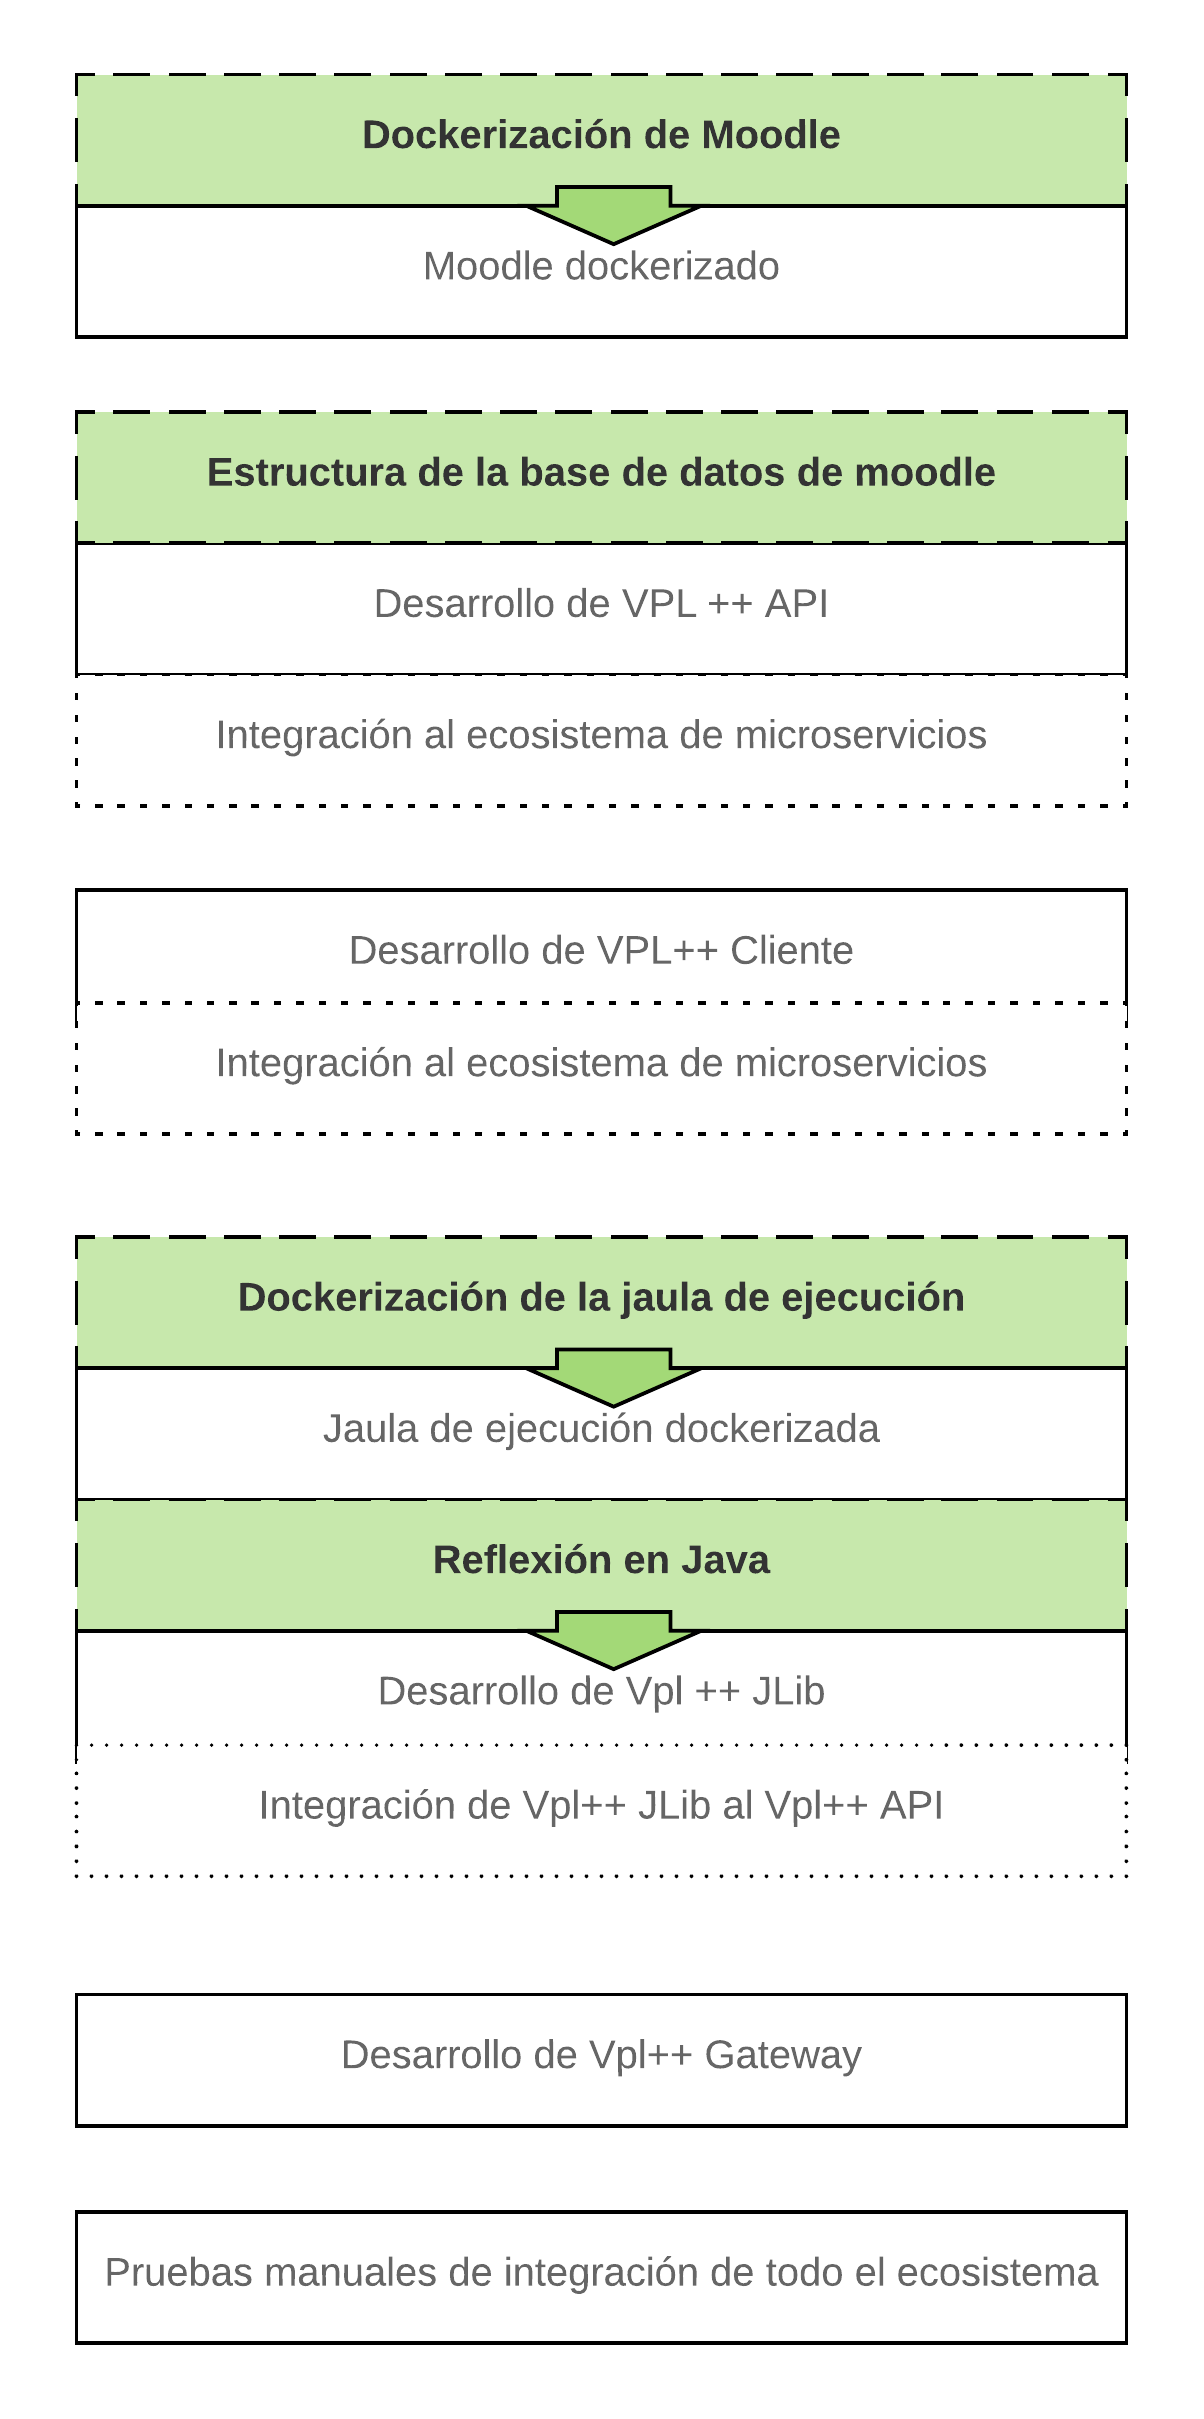 Dockerización de Moodle
Moodle dockerizado
Estructura de la base de datos de moodle
Desarrollo de VPL ++ API
Integración al ecosistema de microservicios
Desarrollo de VPL++ Cliente
Integración al ecosistema de microservicios
Dockerización de la jaula de ejecución
Jaula de ejecución dockerizada
Reflexión en Java
Desarrollo de Vpl ++ JLib
Integración de Vpl++ JLib al Vpl++ API
Desarrollo de Vpl++ Gateway
Pruebas manuales de integración de todo el ecosistema